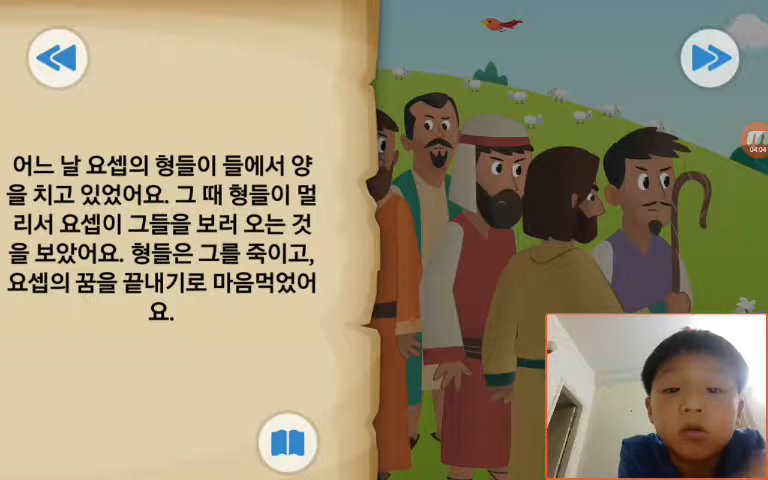 어느 날 요셉의 형들이 들에서 양
을 치고 있었어요. 그 때 형들이 멀
리서 요셉이 그들을 보러 오는 것
을 보았어요. 형들은 그를 죽이고,
요셉의 꿈을 끝내기로 마음먹었어
요.
04:04